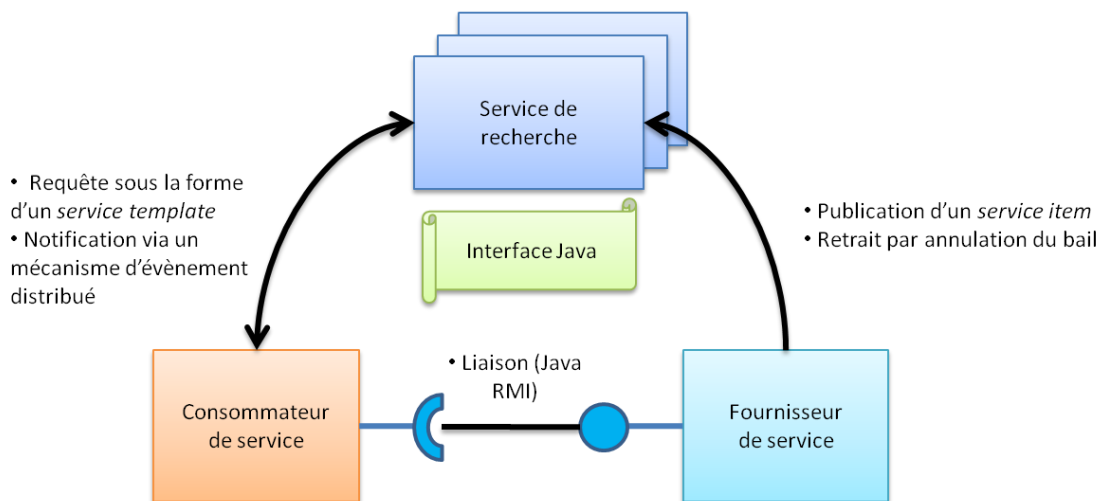 Service de
recherche
• Requête sous la forme
d’un service template
• Notification via un
mécanisme d’évènement
distribué
Interface Java
• Publication d’un service item
• Retrait par annulation du bail
• Liaison (Java
RMI)
Consommateur
de service
Fournisseur
de service